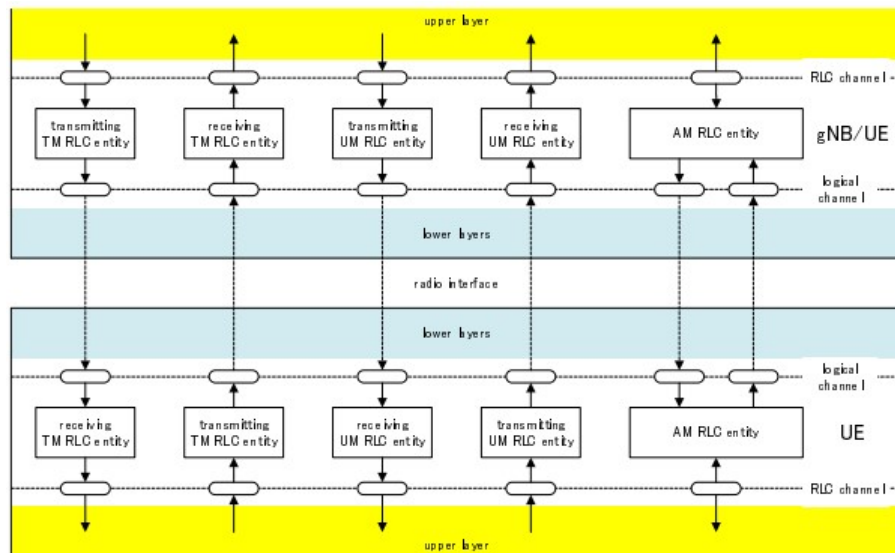 upper layer
RLC channel
transmitting
TM RLC entity
receiving
TM RLC entity
transmitting
UM RLC entity
receiving
UM RLC entity
AM RLC entity
gNB/UE
logical
channel
lower layers
radio interface
lower layers
logical
channel
receiving
TM RLC entity
transmitting
TM RLC entity
receiving
UM RLC entity
transmitting
UM RLC entity
AM RLC entity
UE
RLC channel
upper layer